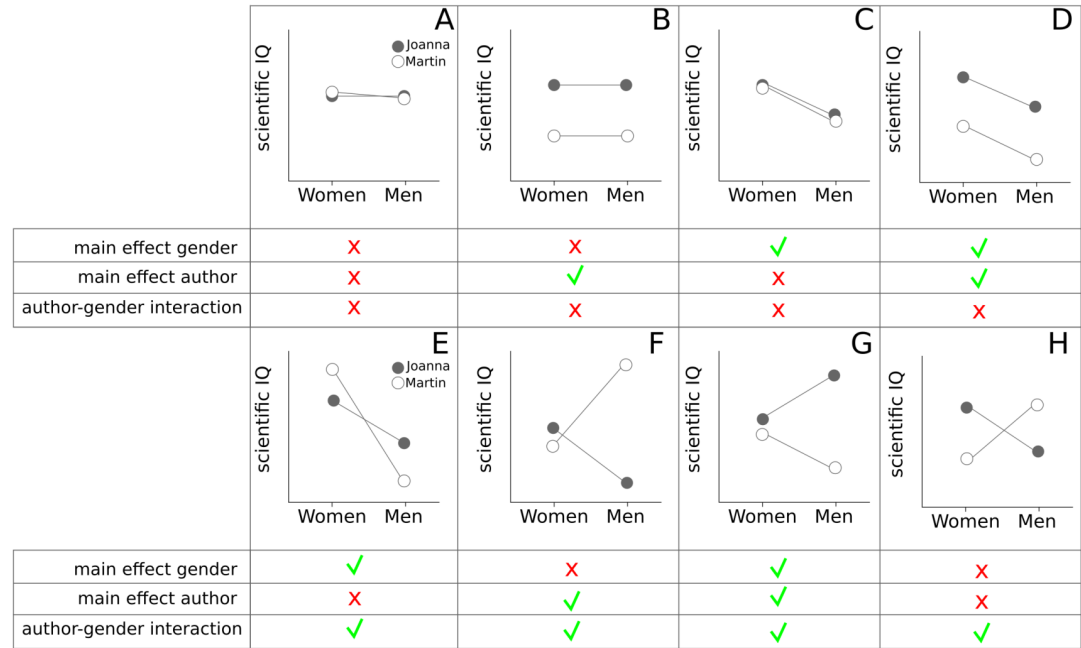 A
B
C
D
scientific IQ
Joanna
Martin
Women Men
scientific IQ
Women Men
scientific IQ
Women Men
scientific IQ
Women Men
main effect gender x x ✓ ✓
main effect author x ✓ x ✓
author-gender interaction x x x x
E
F
G
H
scientific IQ
Joanna
Martin
Women Men
scientific IQ
Women Men
scientific IQ
Women Men
scientific IQ
Women Men
main effect gender ✓ x ✓ x
main effect author x ✓ ✓ x
author-gender interaction ✓ ✓ ✓ ✓